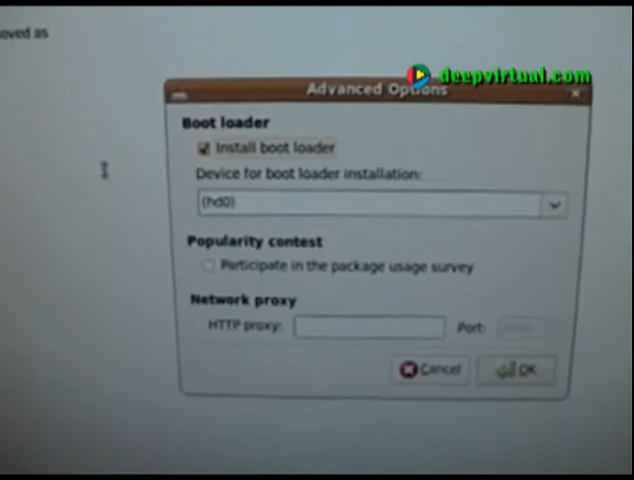 oved as
deepvirtual.com
Advanced Options
Boot loader
Install boot loader
Device for boot loader installation:
(hd0)
Popularity contest
Participate in the package usage survey
Network proxy
HTTP proxy:
Port:
Cancel
OK